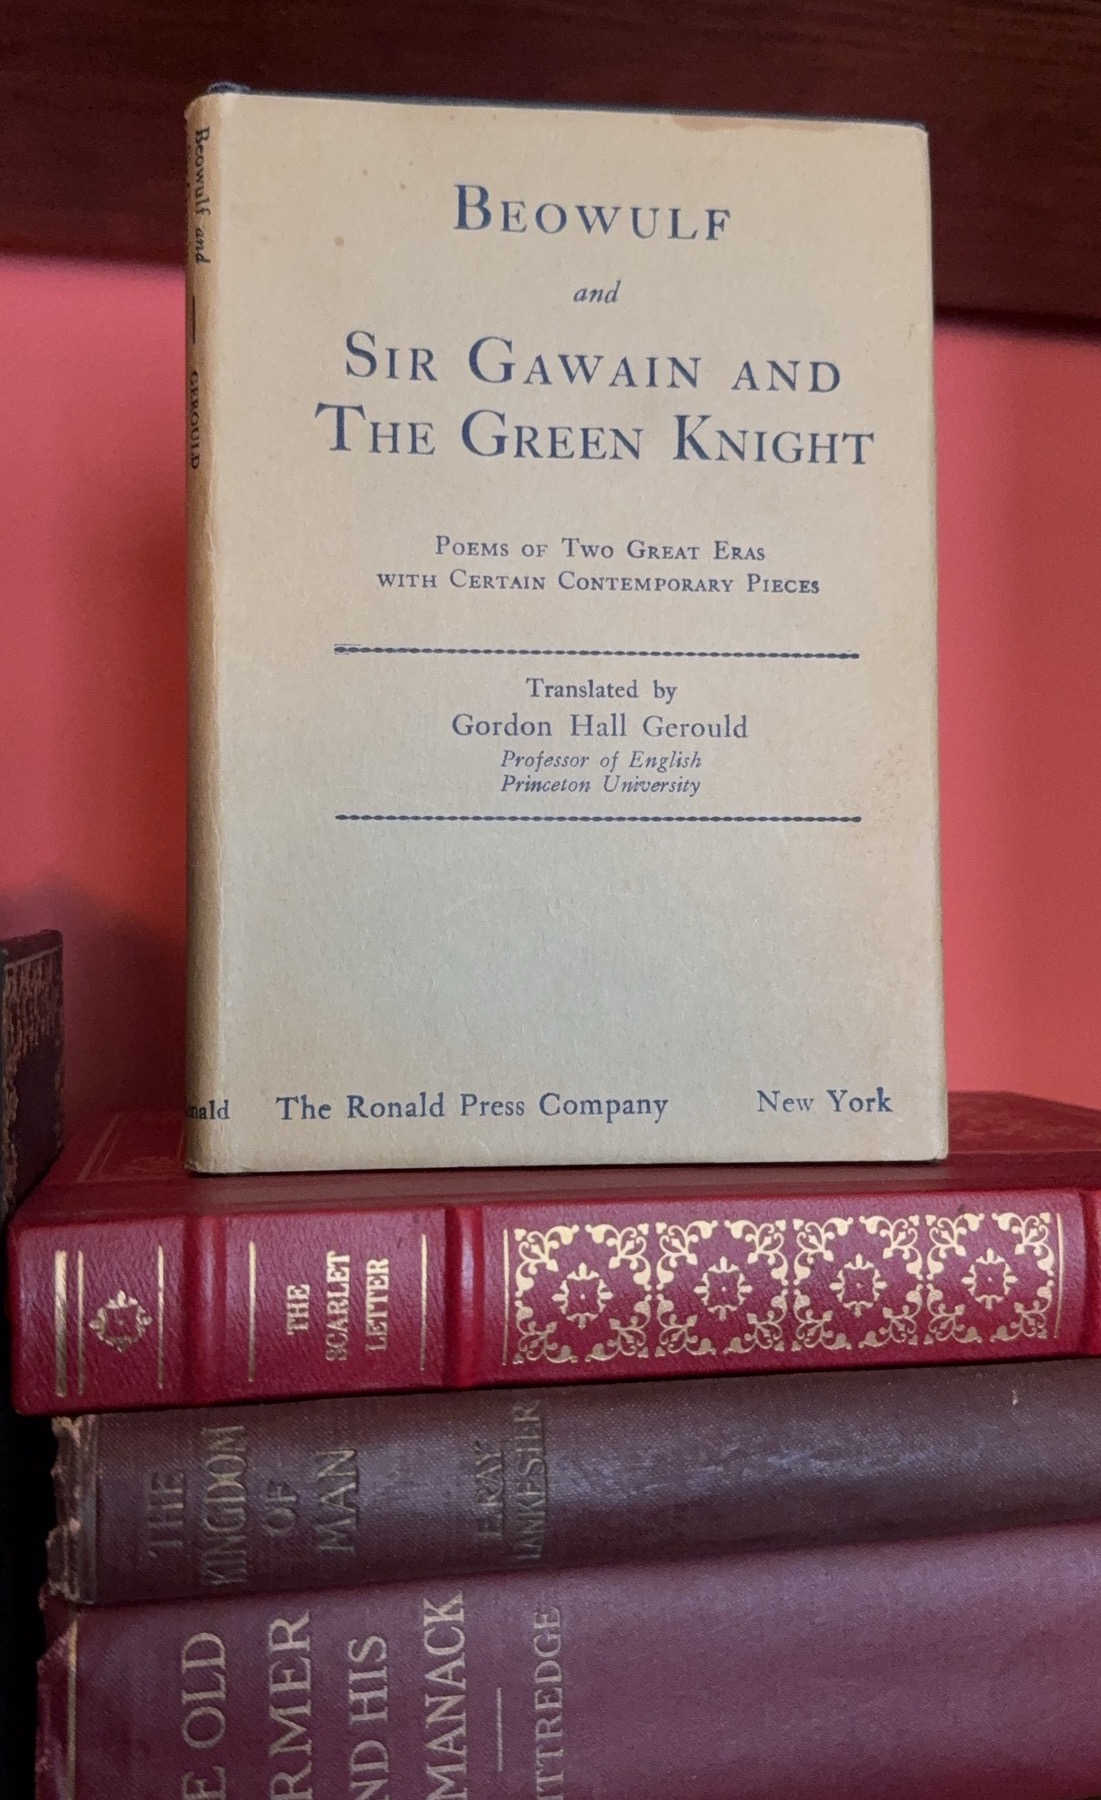 BEOWULF
and
SIR GAWAIN AND
THE GREEN KNIGHT
POEMS OF TWO GREAT ERAS
WITH CERTAIN CONTEMPORARY PIECES
Translated by
Gordon Hall Gerould
Professor of English
Princeton University
The Ronald Press Company New York
Beowulf and
GEROULD
nald
THE
SCARLET
LETTER
THE
KINGDOM
OF
MAN
E. RAY
LANKESTER
E OLD
RMER
ND HIS
MANACK
ITTREDGE